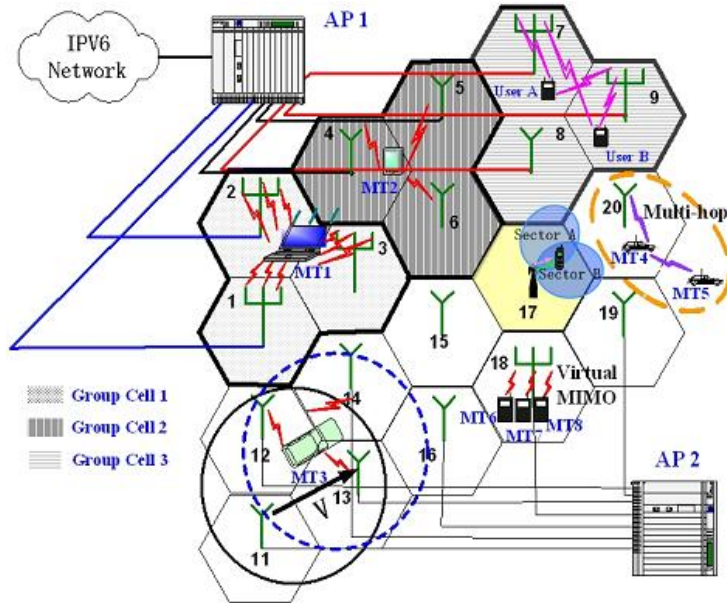 AP 1
IPV6
Network
7
User A
9
User B
5
4
8
MT2
2
6
20
Multi-hop
Sector A
MT4
MT1
3
Sector B
MT5
1
17
19
15
18
Virtual
MIMO
Group Cell 1
14
MT6
MT7
MT8
Group Cell 2
12
16
Group Cell 3
MT3
13
AP 2
V
11